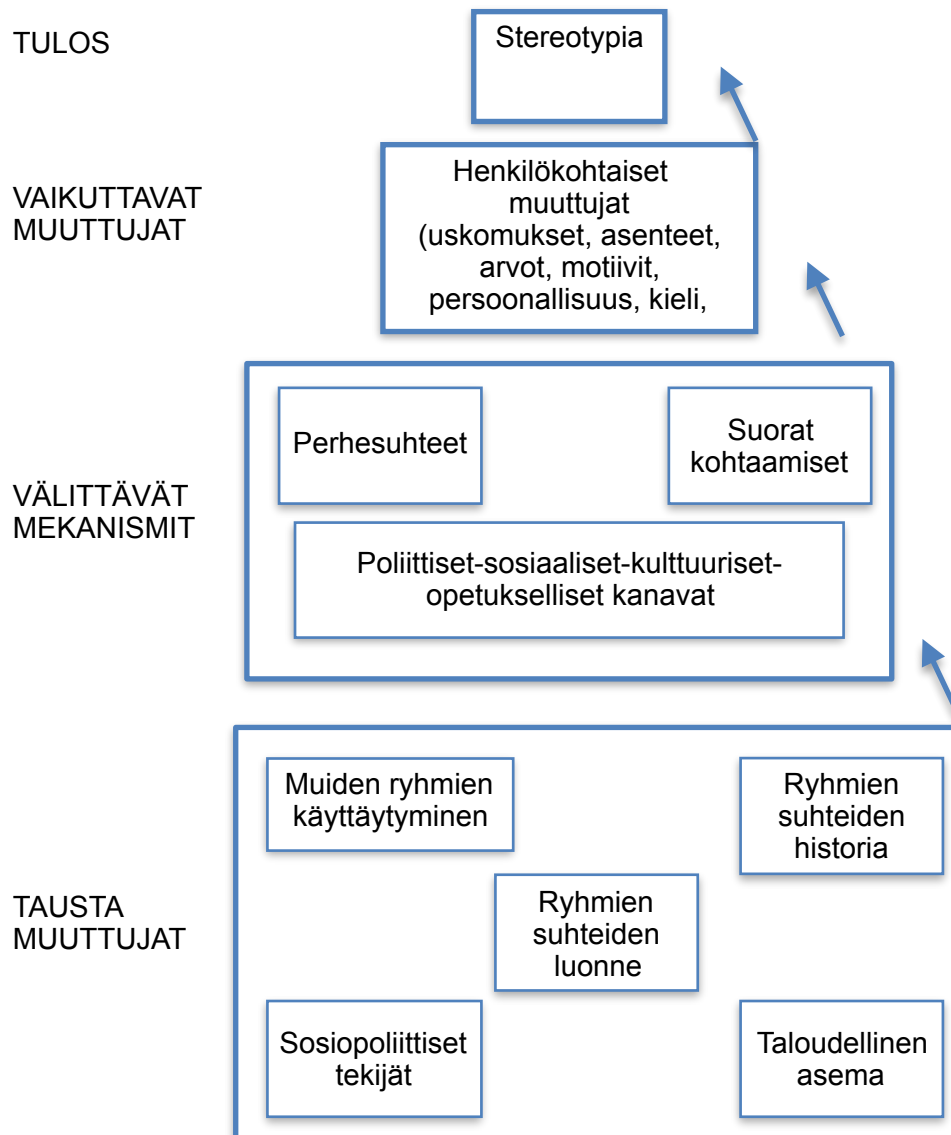 TULOS
Stereotypia
VAIKUTTAVAT
MUUTTUJAT
Henkilökohtaiset
muuttujat
(uskomukset, asenteet,
arvot, motiivit,
persoonallisuus, kieli,
VÄLITTÄVÄT
MEKANISMIT
Perhesuhteet
Suorat
kohtaamiset
Poliittiset-sosiaaliset-kulttuuriset-
opetukselliset kanavat
TAUSTA
MUUTTUJAT
Muiden ryhmien
käyttäytyminen
Ryhmien
suhteiden
historia
Ryhmien
suhteiden
luonne
Sosiopoliittiset
tekijät
Taloudellinen
asema